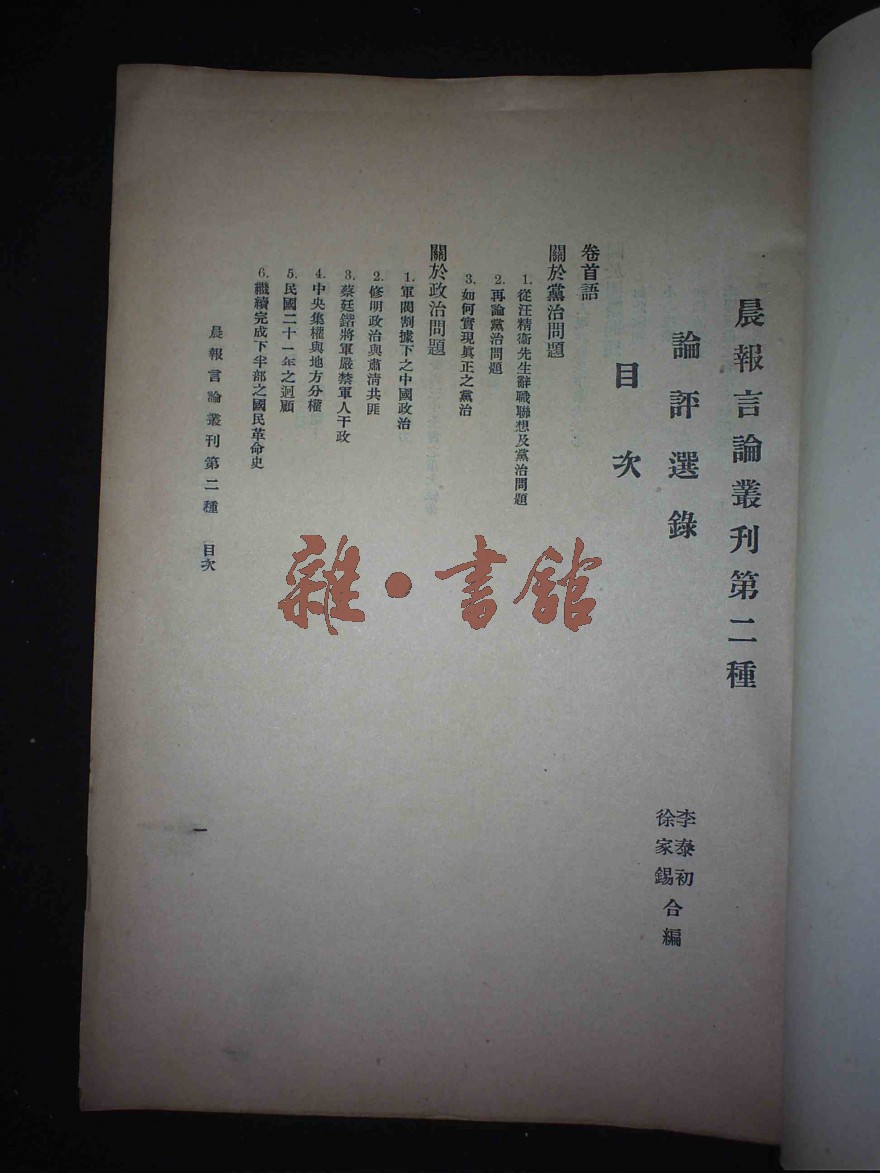 晨報言論叢刊第二種
論評選錄
李泰初
徐家錫
合編
目次
卷首語
關於黨治問題
1. 從汪精衞先生辭職聯想及黨治問題
2. 再論黨治問題
3. 如何實現眞正之黨治
關於政治問題
1. 軍閥割據下之中國政治
2. 修明政治與肅清共匪
3. 蔡廷鍇將軍嚴禁軍人干政
4. 中央集權與地方分權
5. 民國二十一年之迴顧
6. 繼續完成下半部之國民革命史
晨報言論叢刊第二種 目次
一
雜·書館